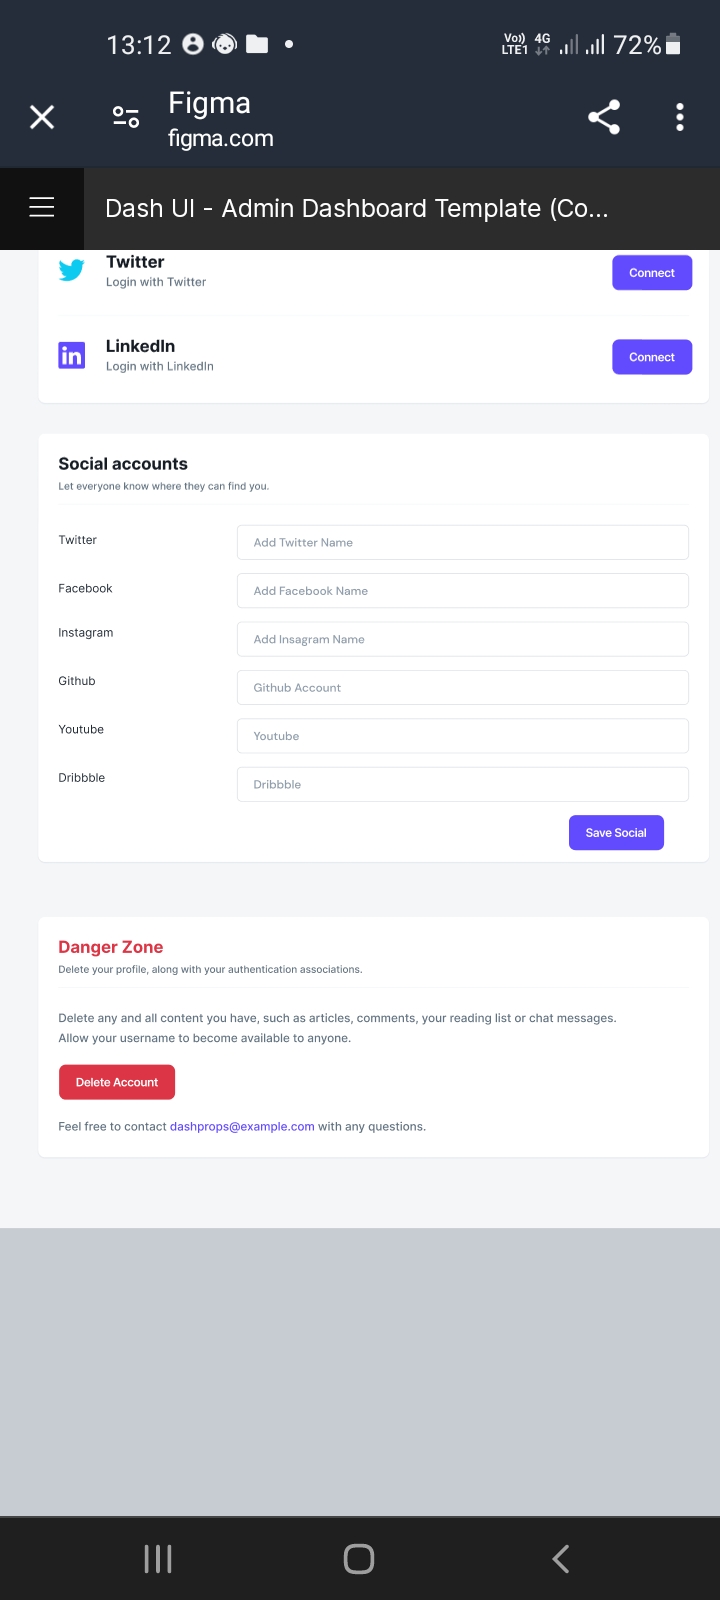 13:12
Vo)) 4G
LTE1
72%
Figma
figma.com
Dash UI - Admin Dashboard Template (Co...
Twitter
Login with Twitter
Connect
in
LinkedIn
Login with LinkedIn
Connect
Social accounts
Let everyone know where they can find you.
Twitter
Add Twitter Name
Facebook
Add Facebook Name
Instagram
Add Insagram Name
Github
Github Account
Youtube
Youtube
Dribbble
Dribbble
Save Social
Danger Zone
Delete your profile, along with your authentication associations.
Delete any and all content you have, such as articles, comments, your reading list or chat messages.
Allow your username to become available to anyone.
Delete Account
Feel free to contact dashprops@example.com with any questions.